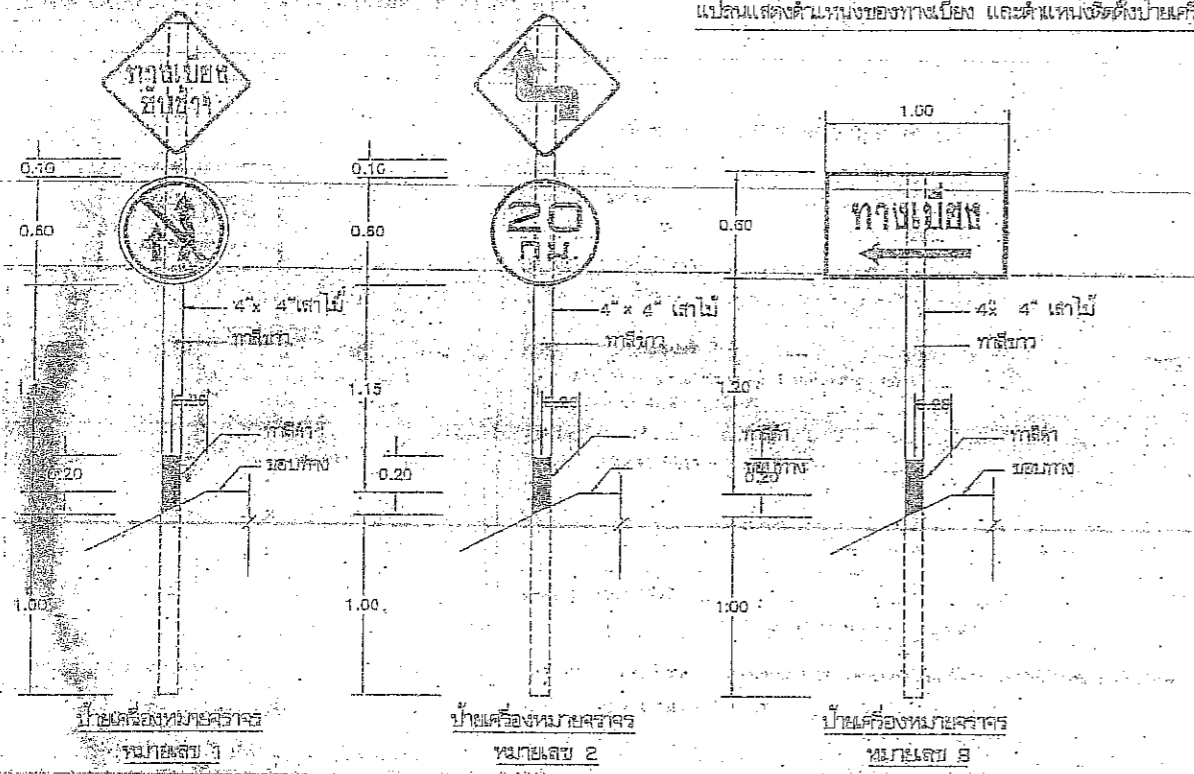 แปลนแสดงตำแหน่งของทางเบี่ยง และตำแหน่งติดตั้งป้ายเครื
ทางเบี่ยง
ขับช้าๆ
0.10
0.60
4"x 4"เสาไม้
ทาสีขาว
ทาสีดำ
ขอบทาง
0.20
1.00
ป้ายเครื่องหมายจราจร
หมายเลข 1
20
กม.
0.10
0.60
4"x 4" เสาไม้
ทาสีขาว
1.15
0.20
1.00
ป้ายเครื่องหมายจราจร
หมายเลข 2
1.00
ทางเบี่ยง
0.60
4x 4" เสาไม้
ทาสีขาว
1.20
ทาสีดำ
ขอบทาง
0.20
ทาสีดำ
ขอบทาง
1.00
ป้ายเครื่องหมายจราจร
หมายเลข 3